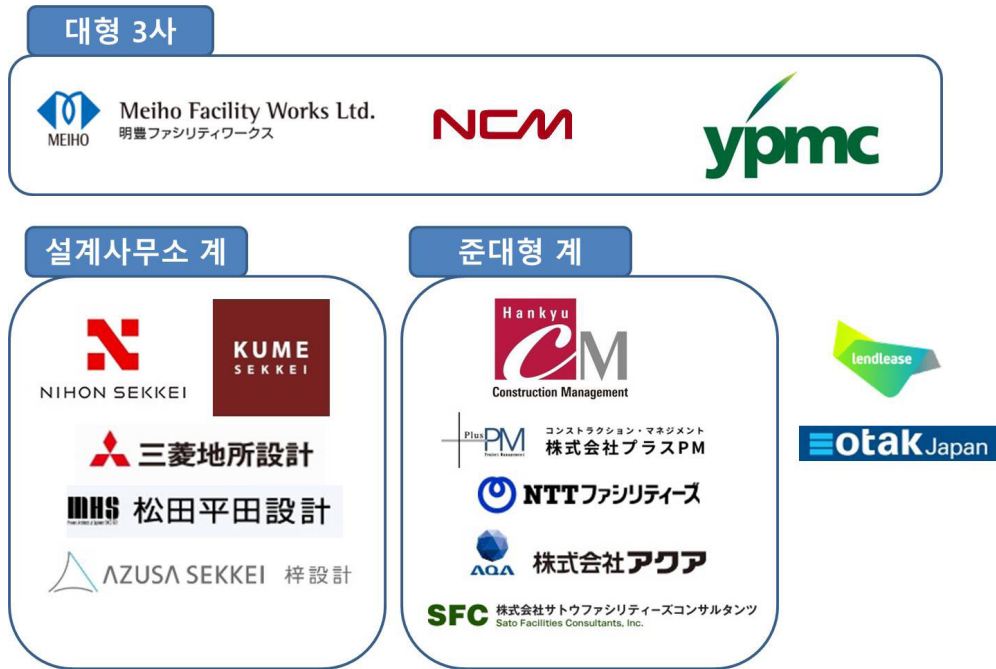 대형 3사
MEIHO
Meiho Facility Works Ltd.
明豊ファシリティワークス
NCM
ypmc
설계사무소 계
준대형 계
NIHON SEKKEI
KUME
SEKKEI
三菱地所設計
MHS 松田平田設計
AZUSA SEKKEI 梓設計
Hankyu
CM
Construction Management
Plus PM
Project Management
コンストラクション・マネジメント
株式会社プラスPM
NTTファシリティーズ
AQA 株式会社アクア
SFC 株式会社サトウファシリティーズコンサルタンツ
Sato Facilities Consultants, Inc.
lendlease
otak Japan